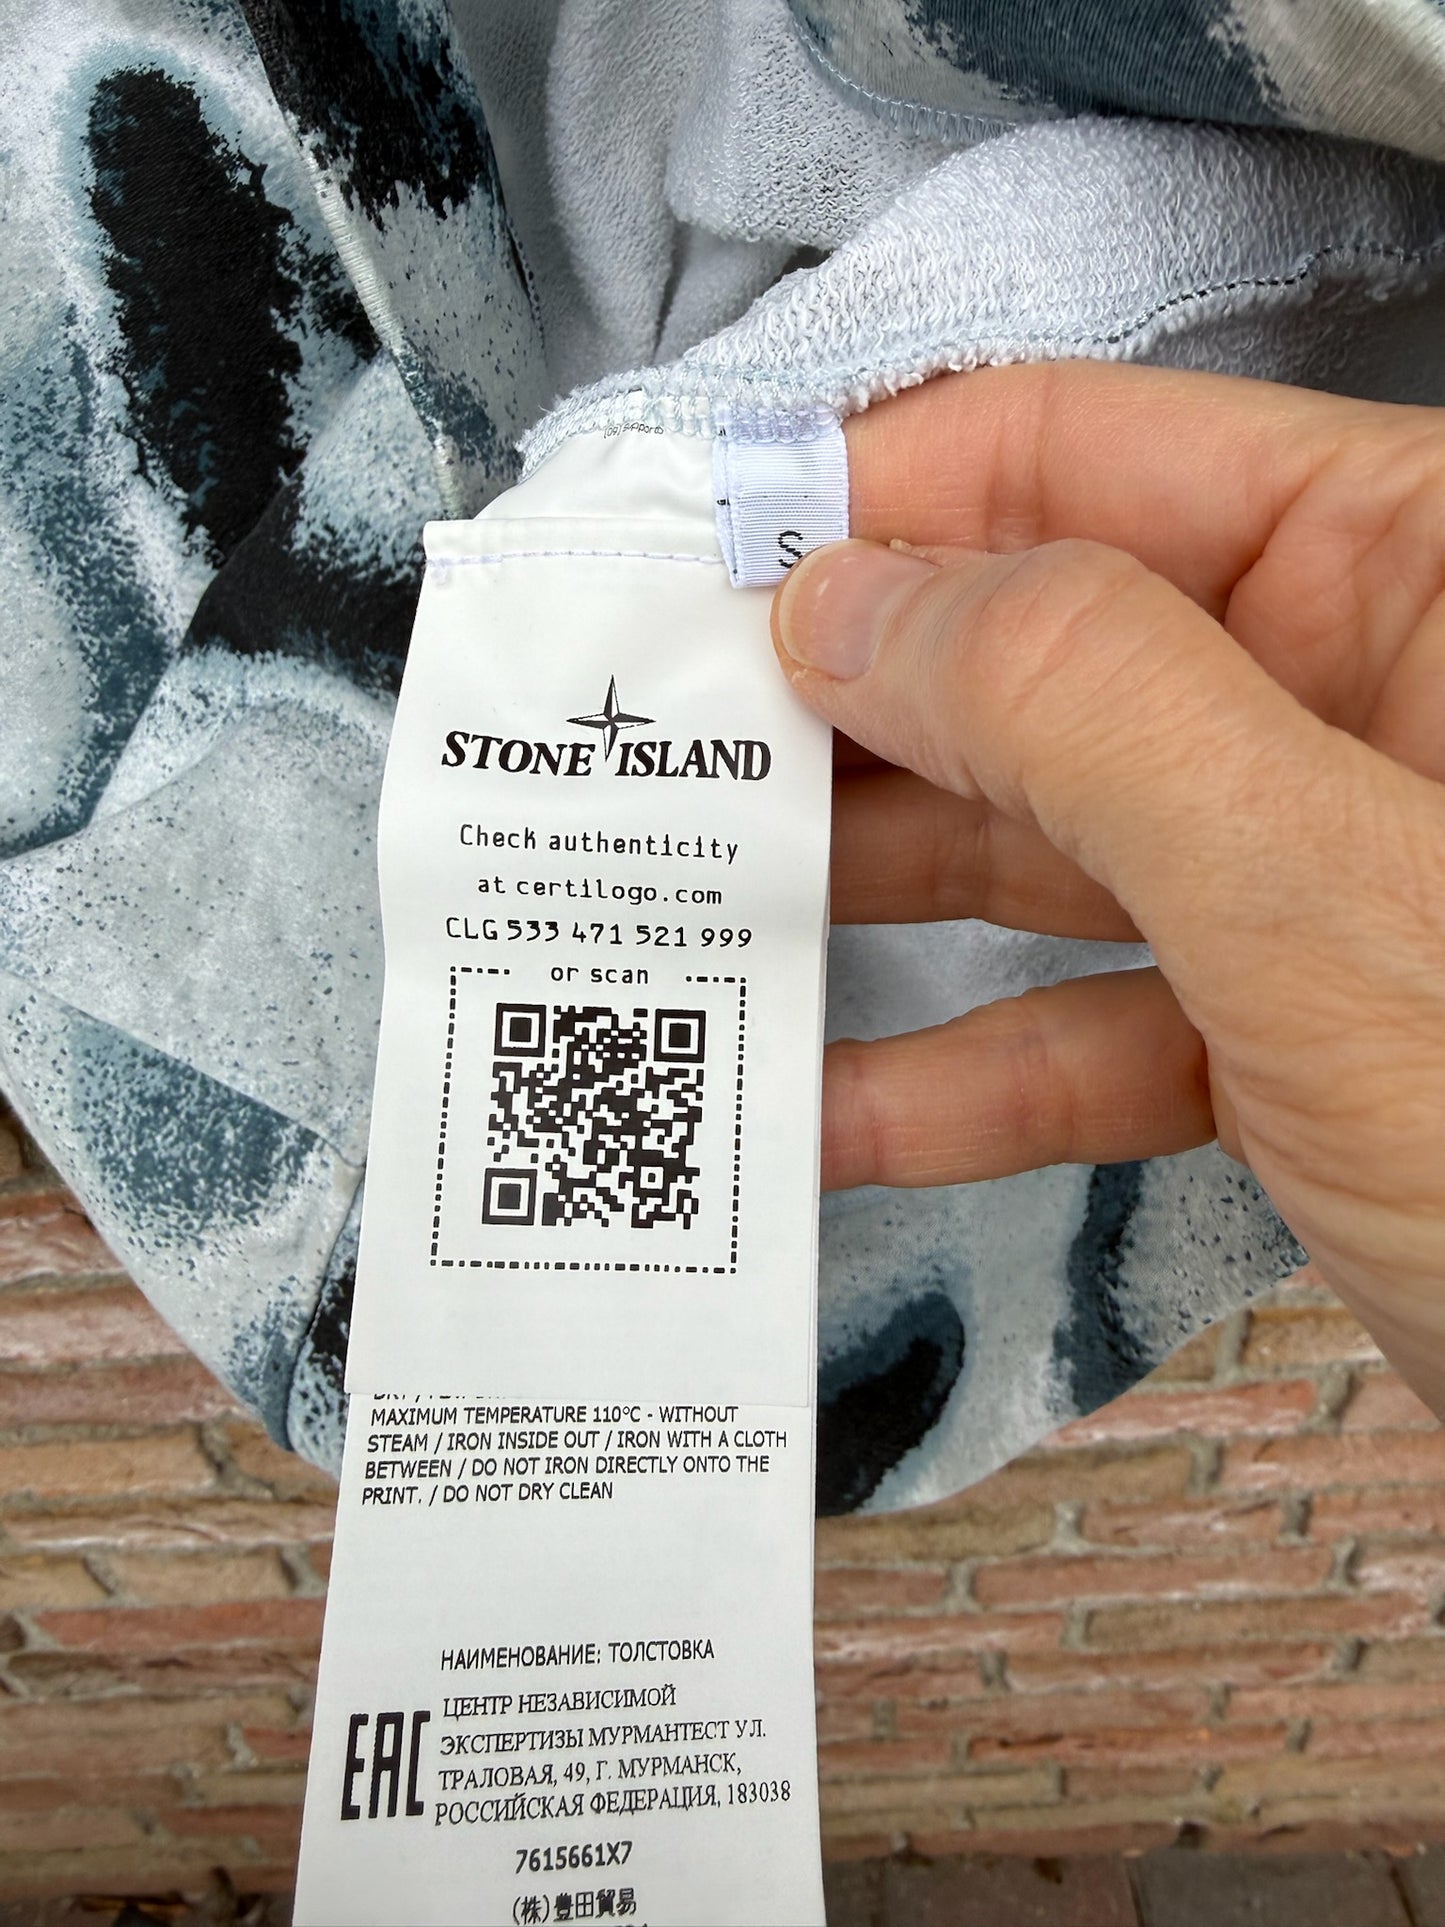 S
STONE ISLAND
Check authenticity
at certilogo.com
CLG 533 471 521 999
or scan
MAXIMUM TEMPERATURE 110°C - WITHOUT
STEAM / IRON INSIDE OUT / IRON WITH A CLOTH
BETWEEN / DO NOT IRON DIRECTLY ONTO THE
PRINT. / DO NOT DRY CLEAN
НАИМЕНОВАНИЕ: ТОЛСТОВКА
EAC
ЦЕНТР НЕЗАВИСИМОЙ
ЭКСПЕРТИЗЫ МУРМАНТЕСТ УЛ.
ТРАЛОВАЯ, 49, Г. МУРМАНСК,
РОССИЙСКАЯ ФЕДЕРАЦИЯ, 183038
7615661X7
(株)豊田貿易